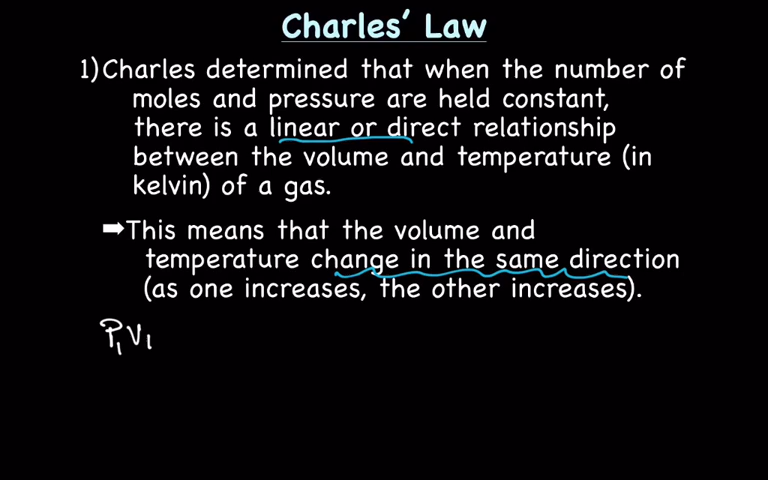 Charles’ Law
1) Charles determined that when the number of
moles and pressure are held constant,
there is a linear or direct relationship
between the volume and temperature (in
kelvin) of a gas.
➡This means that the volume and
temperature change in the same direction
(as one increases, the other increases).
P₁V₁